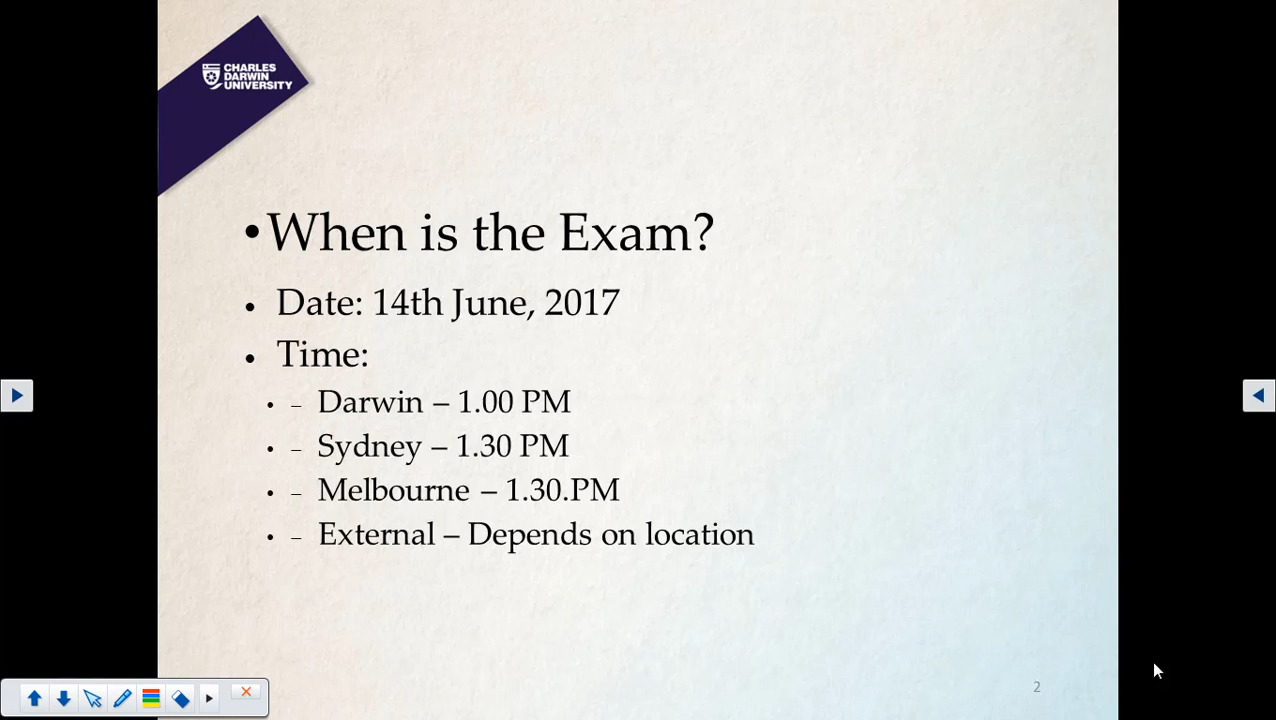 CHARLES
DARWIN
UNIVERSITY
•When is the Exam?
• Date: 14th June, 2017
• Time:
• – Darwin – 1.00 PM
• – Sydney – 1.30 PM
• – Melbourne – 1.30.PM
• – External – Depends on location
2